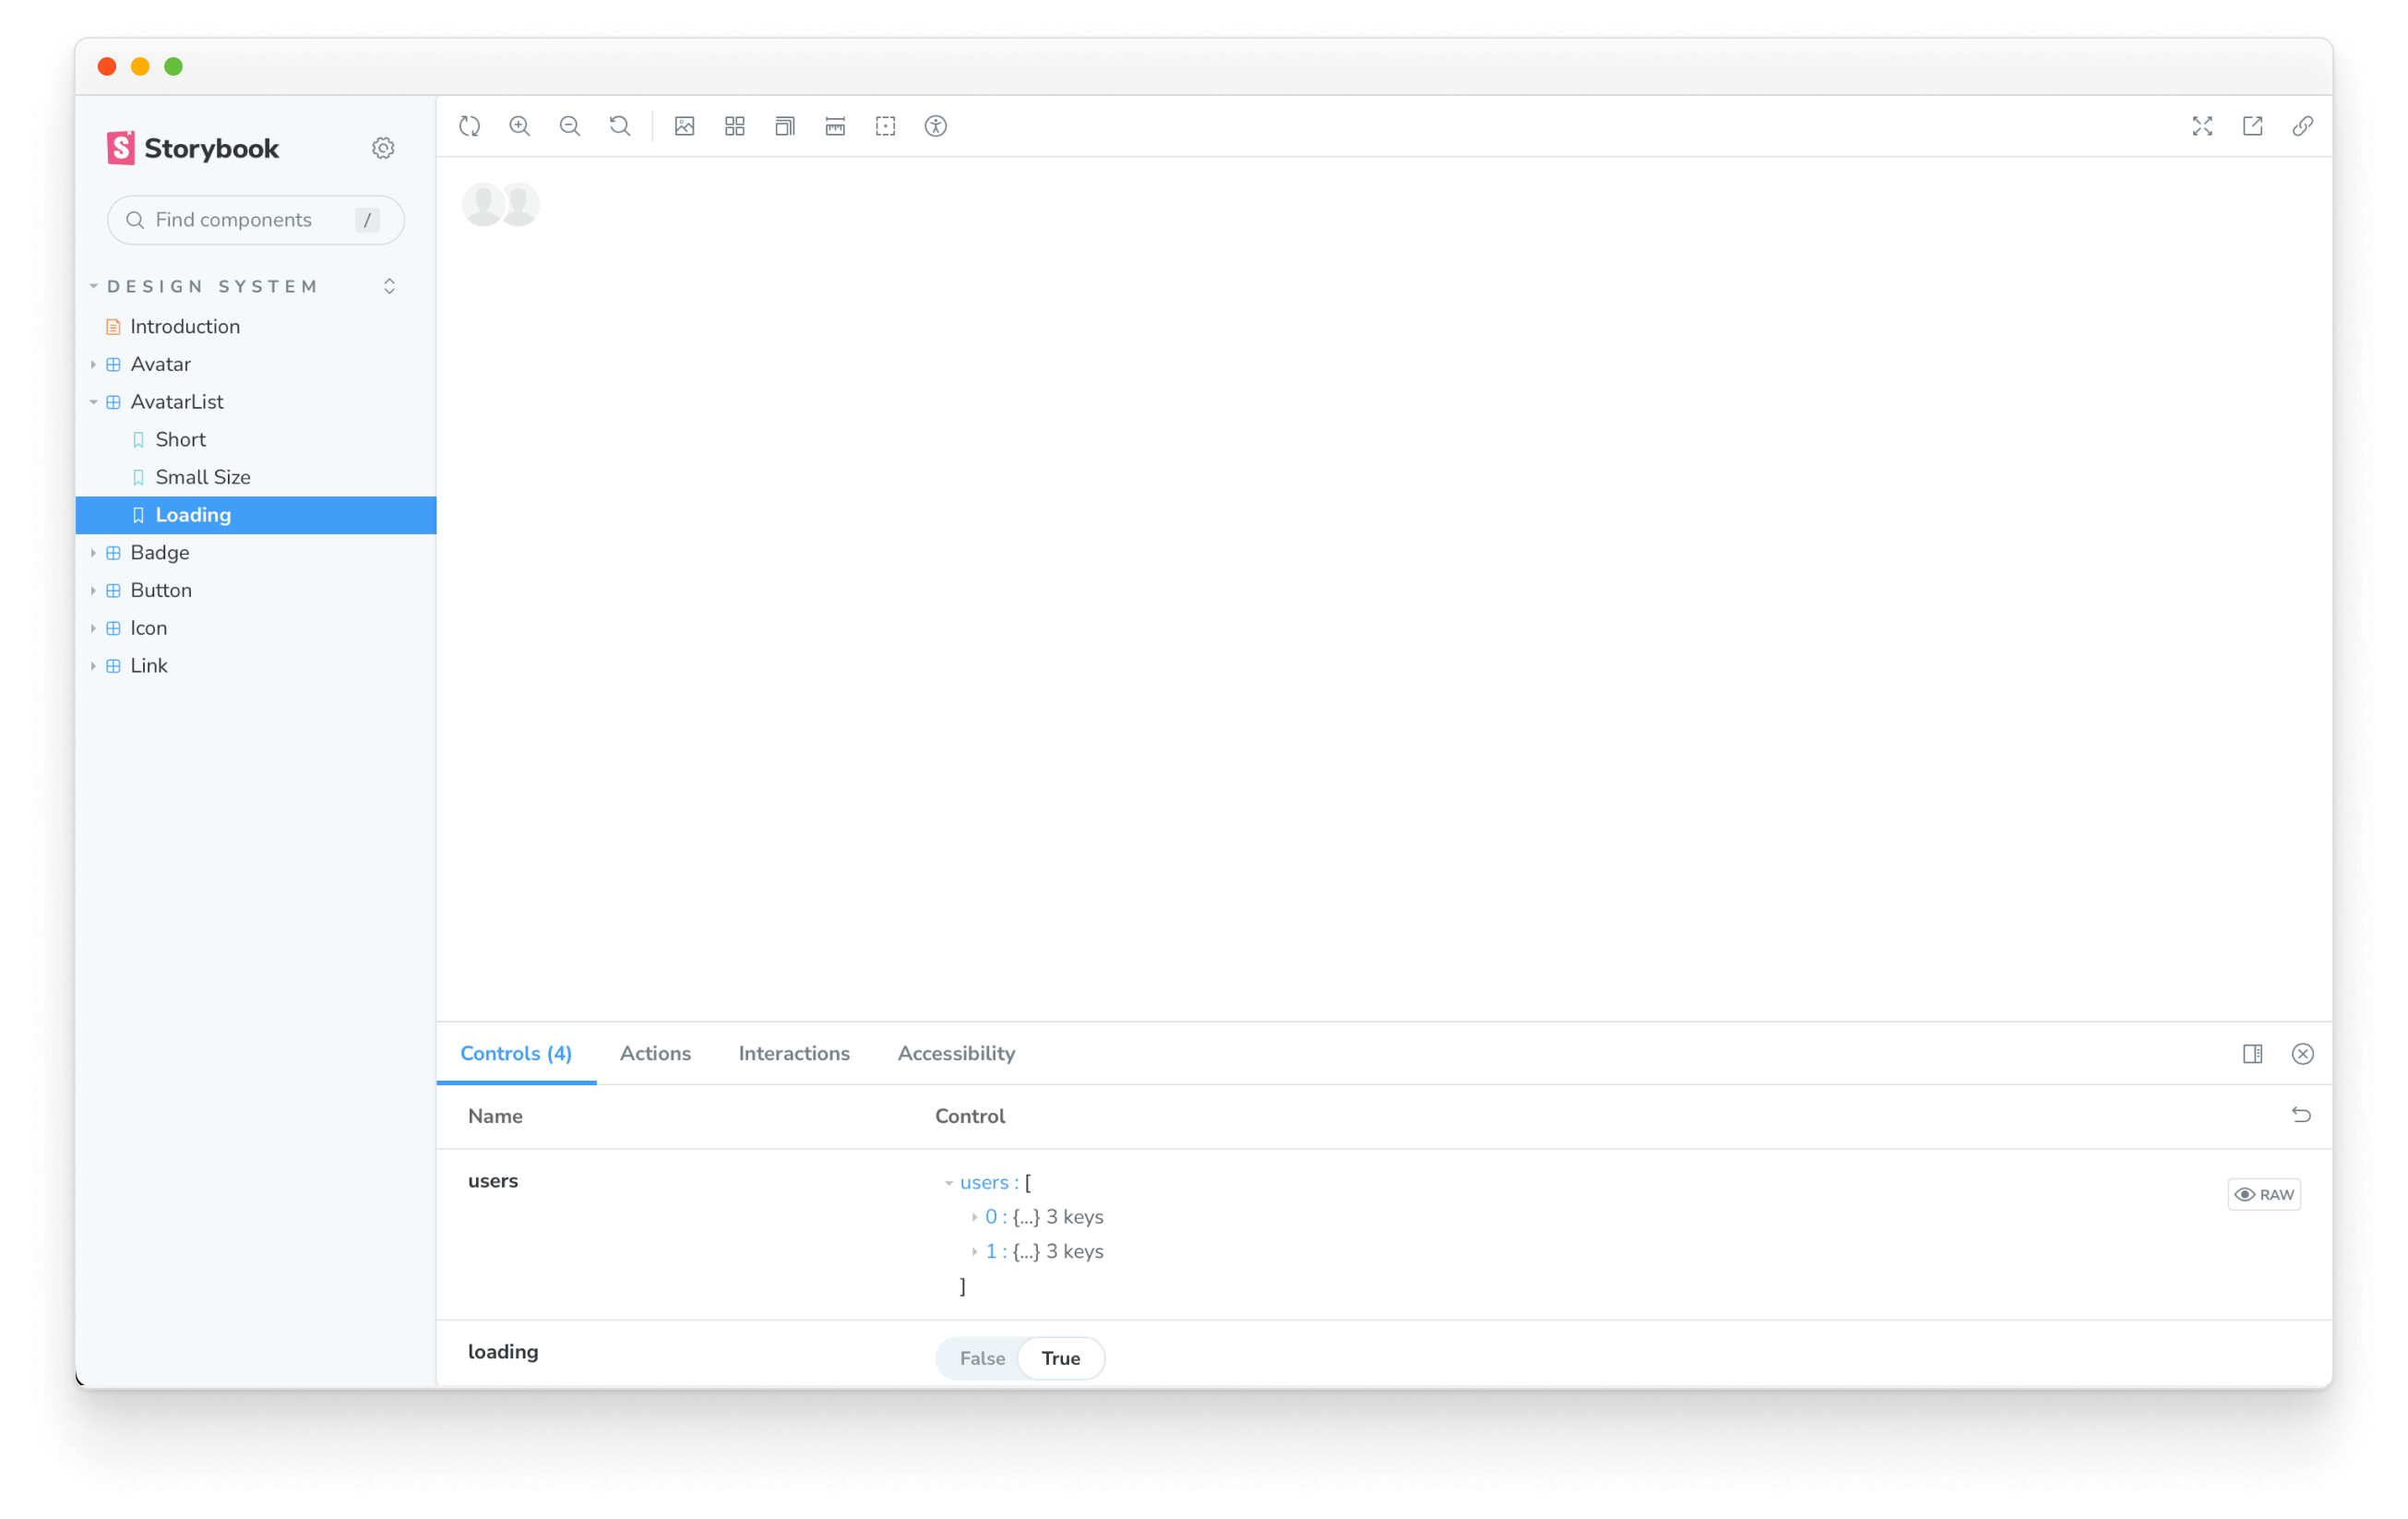 Storybook
Find components /
DESIGN SYSTEM
Introduction
Avatar
AvatarList
Short
Small Size
Loading
Badge
Button
Icon
Link
Controls (4) Actions Interactions Accessibility
Name Control
users users : [ RAW
0 : {...} 3 keys
1 : {...} 3 keys
]
loading False True